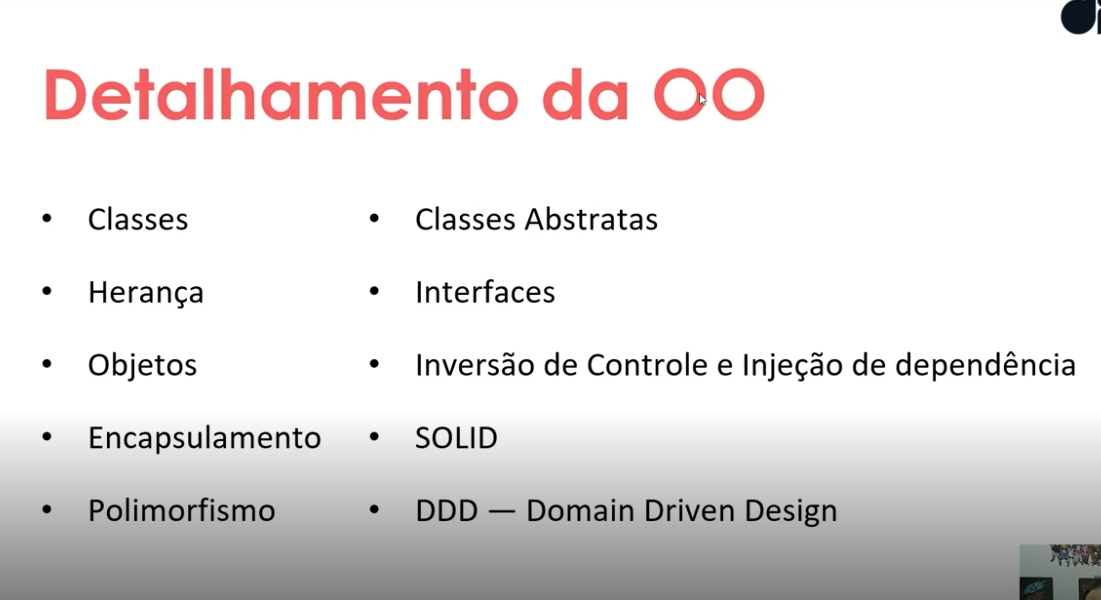 Detalhamento da OO
Classes
Herança
Objetos
Encapsulamento
Polimorfismo
Classes Abstratas
Interfaces
Inversão de Controle e Injeção de dependência
SOLID
DDD — Domain Driven Design